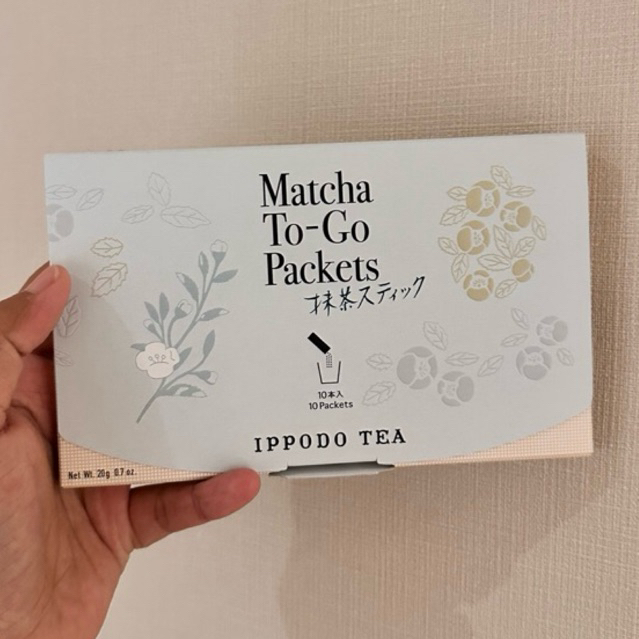 Matcha
To-Go
Packets
抹茶スティック
10本入
10 Packets
IPPODO TEA
Net Wt. 20g 0.7 oz.